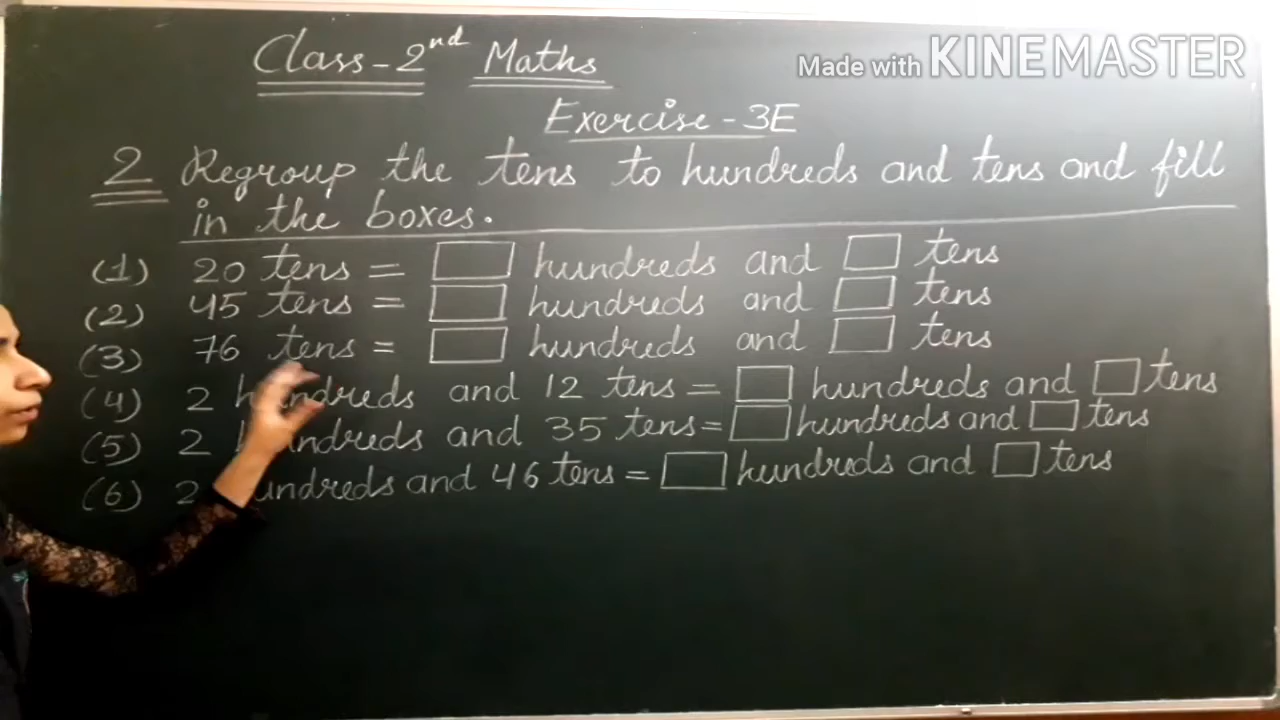 Class-2nd Maths
Made with KINEMASTER
Exercise-3E
2 Regroup the tens to hundreds and tens and fill
in the boxes.
(1) 20 tens = □ hundreds and □ tens
(2) 45 tens = □ hundreds and □ tens
(3) 76 tens = □ hundreds and □ tens
(4) 2 hundreds and 12 tens = □ hundreds and □ tens
(5) 2 hundreds and 35 tens = □ hundreds and □ tens
(6) 2 hundreds and 46 tens = □ hundreds and □ tens